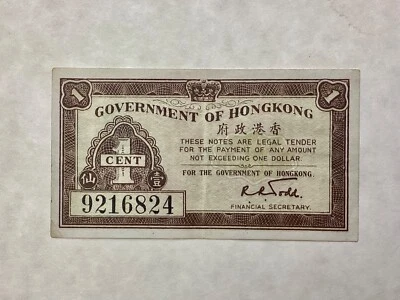 1 1
GOVERNMENT OF HONGKONG
府政港香
THESE NOTES ARE LEGAL TENDER
FOR THE PAYMENT OF ANY AMOUNT
NOT EXCEEDING ONE DOLLAR.
FOR THE GOVERNMENT OF HONGKONG.
R R Todd.
FINANCIAL SECRETARY.
1
CENT
仙 壹
9216824